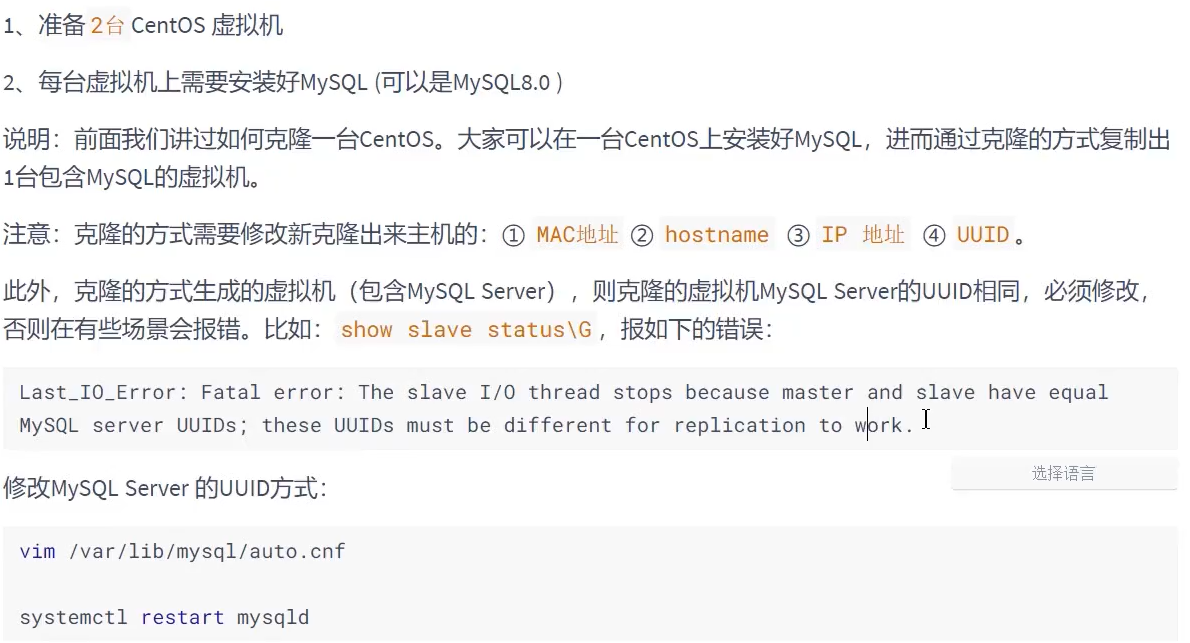 1、准备 2台 CentOS 虚拟机
2、每台虚拟机上需要安装好MySQL (可以是MySQL8.0 )
说明：前面我们讲过如何克隆一台CentOS。大家可以在一台CentOS上安装好MySQL，进而通过克隆的方式复制出
1台包含MySQL的虚拟机。
注意：克隆的方式需要修改新克隆出来主机的：① MAC地址 ② hostname ③ IP 地址 ④ UUID 。
此外，克隆的方式生成的虚拟机（包含MySQL Server），则克隆的虚拟机MySQL Server的UUID相同，必须修改，
否则在有些场景会报错。比如： show slave status\G ，报如下的错误：
Last_IO_Error: Fatal error: The slave I/O thread stops because master and slave have equal
MySQL server UUIDs; these UUIDs must be different for replication to work.
选择语言
修改MySQL Server 的UUID方式：
vim /var/lib/mysql/auto.cnf
systemctl restart mysqld